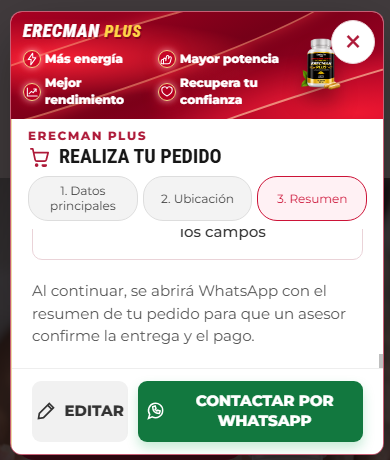 ERECMAN PLUS
Más energía
Mayor potencia
Mejor
rendimiento
Recupera tu
confianza
ERECMAN PLUS
REALIZA TU PEDIDO
1. Datos
principales
2. Ubicación
3. Resumen
los campos
Al continuar, se abrirá WhatsApp con el
resumen de tu pedido para que un asesor
confirme la entrega y el pago.
EDITAR
CONTACTAR POR
WHATSAPP